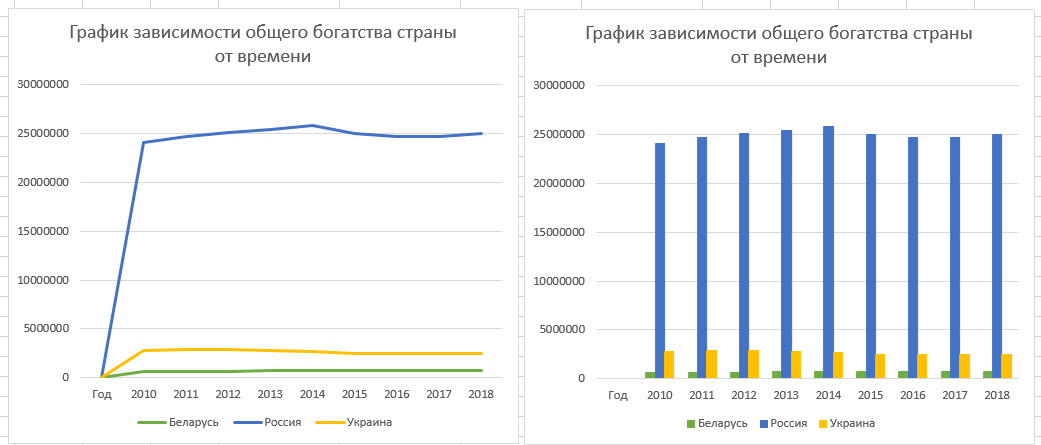 График зависимости общего богатства страны
от времени
30000000
25000000
20000000
15000000
10000000
5000000
0
Год 2010 2011 2012 2013 2014 2015 2016 2017 2018
Беларусь Россия Украина
График зависимости общего богатства страны
от времени
30000000
25000000
20000000
15000000
10000000
5000000
0
Год 2010 2011 2012 2013 2014 2015 2016 2017 2018
Беларусь Россия Украина